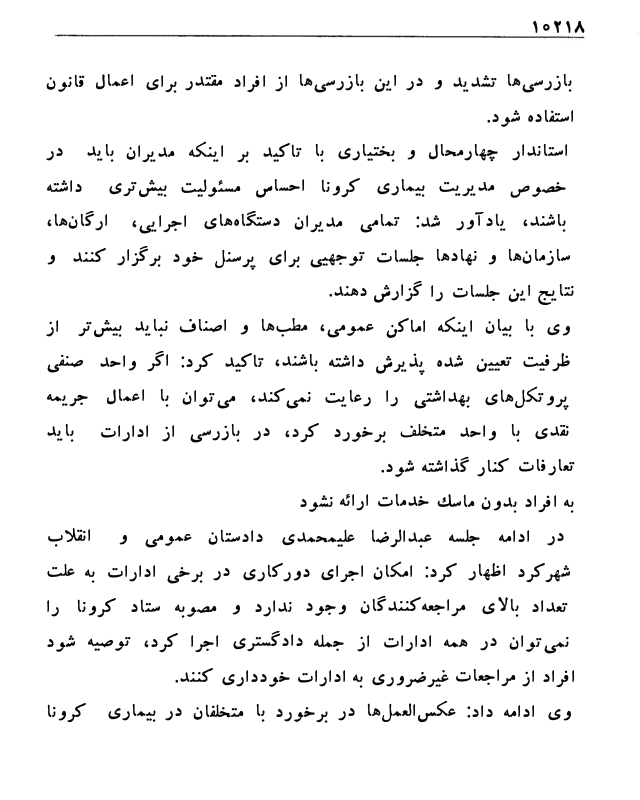 ۱۰۲۱۸
بازرسی‌ها تشدید و در این بازرسی‌ها از افراد مقتدر برای اعمال قانون
استفاده شود.
استاندار چهارمحال و بختیاری با تاکید بر اینکه مدیران باید در
خصوص مدیریت بیماری کرونا احساس مسئولیت بیش‌تری داشته
باشند، یادآور شد: تمامی مدیران دستگاه‌های اجرایی، ارگان‌ها،
سازمان‌ها و نهادها جلسات توجهیی برای پرسنل خود برگزار کنند و
نتایج این جلسات را گزارش دهند.
وی با بیان اینکه اماکن عمومی، مطب‌ها و اصناف نباید بیش‌تر از
ظرفیت تعیین شده پذیرش داشته باشند، تاکید کرد: اگر واحد صنفی
پروتکل‌های بهداشتی را رعایت نمی‌کند، می‌توان با اعمال جریمه
نقدی با واحد متخلف برخورد کرد، در بازرسی از ادارات باید
تعارفات کنار گذاشته شود.
به افراد بدون ماسك خدمات ارائه نشود
در ادامه جلسه عبدالرضا علیمحمدی دادستان عمومی و انقلاب
شهرکرد اظهار کرد: امکان اجرای دورکاری در برخی ادارات به علت
تعداد بالای مراجعه‌کنندگان وجود ندارد و مصوبه ستاد کرونا را
نمی‌توان در همه ادارات از جمله دادگستری اجرا کرد، توصیه شود
افراد از مراجعات غیرضروری به ادارات خودداری کنند.
وی ادامه داد: عکس‌العمل‌ها در برخورد با متخلفان در بیماری کرونا